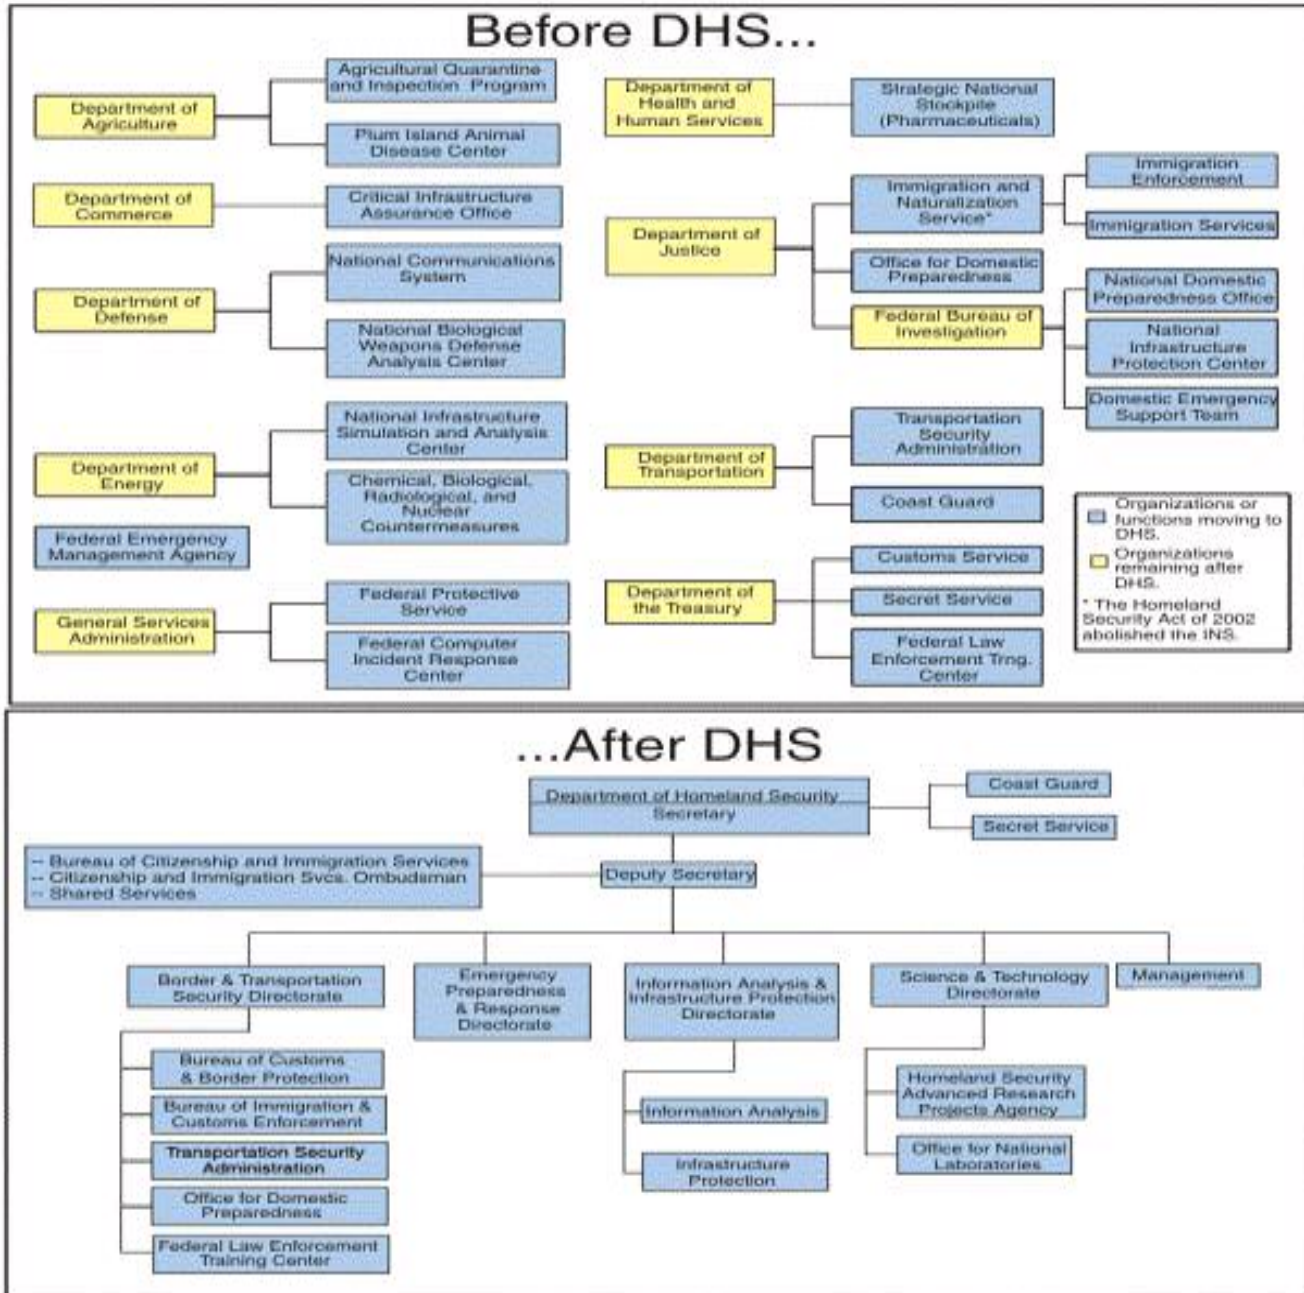 Before DHS...
Department of
Agriculture
Agricultural Quarantine
and Inspection Program
Plum Island Animal
Disease Center
Department of
Commerce
Critical Infrastructure
Assurance Office
Department of
Defense
National Communications
System
National Biological
Weapons Defense
Analysis Center
Department of
Energy
National Infrastructure
Simulation and Analysis
Center
Chemical, Biological,
Radiological, and
Nuclear
Countermeasures
Federal Emergency
Management Agency
General Services
Administration
Federal Protective
Service
Federal Computer
Incident Response
Center
Department of
Health and
Human Services
Strategic National
Stockpile
(Pharmaceuticals)
Department of
Justice
Immigration and
Naturalization
Service*
Immigration
Enforcement
Immigration Services
Office for Domestic
Preparedness
Federal Bureau of
Investigation
National Domestic
Preparedness Office
National
Infrastructure
Protection Center
Domestic Emergency
Support Team
Department of
Transportation
Transportation
Security
Administration
Coast Guard
Department of
the Treasury
Customs Service
Secret Service
Federal Law
Enforcement Trng.
Center
Organizations or
functions moving to
DHS.
Organizations
remaining after
DHS.
* The Homeland
Security Act of 2002
abolished the INS.
...After DHS
Department of Homeland Security
Secretary
Coast Guard
Secret Service
-- Bureau of Citizenship and Immigration Services
-- Citizenship and Immigration Svcs. Ombudsman
-- Shared Services
Deputy Secretary
Border & Transportation
Security Directorate
Bureau of Customs
& Border Protection
Bureau of Immigration &
Customs Enforcement
Transportation Security
Administration
Office for Domestic
Preparedness
Federal Law Enforcement
Training Center
Emergency
Preparedness
& Response
Directorate
Information Analysis &
Infrastructure Protection
Directorate
Information Analysis
Infrastructure
Protection
Science & Technology
Directorate
Homeland Security
Advanced Research
Projects Agency
Office for National
Laboratories
Management